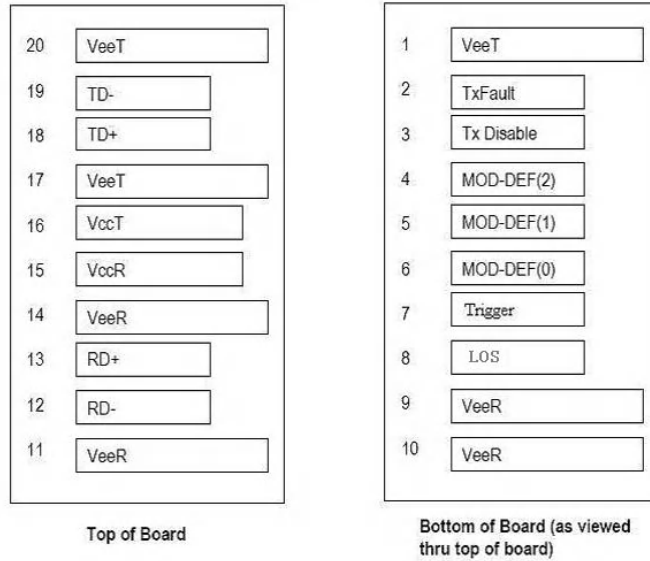 20 VeeT
19 TD-
18 TD+
17 VeeT
16 VccT
15 VccR
14 VeeR
13 RD+
12 RD-
11 VeeR
Top of Board
1 VeeT
2 TxFault
3 Tx Disable
4 MOD-DEF(2)
5 MOD-DEF(1)
6 MOD-DEF(0)
7 Trigger
8 LOS
9 VeeR
10 VeeR
Bottom of Board (as viewed
thru top of board)